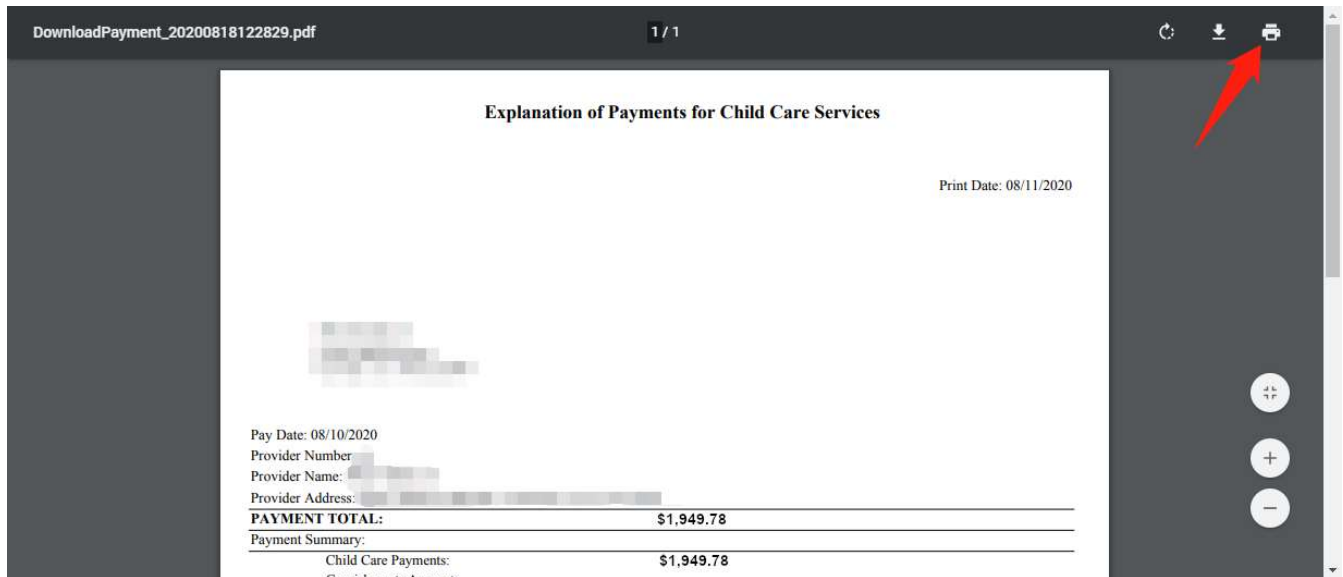 DownloadPayment_20200818122829.pdf
1 / 1
Explanation of Payments for Child Care Services
Print Date: 08/11/2020
Pay Date: 08/10/2020
Provider Number
Provider Name:
Provider Address:
PAYMENT TOTAL: $1,949.78
Payment Summary:
Child Care Payments: $1,949.78